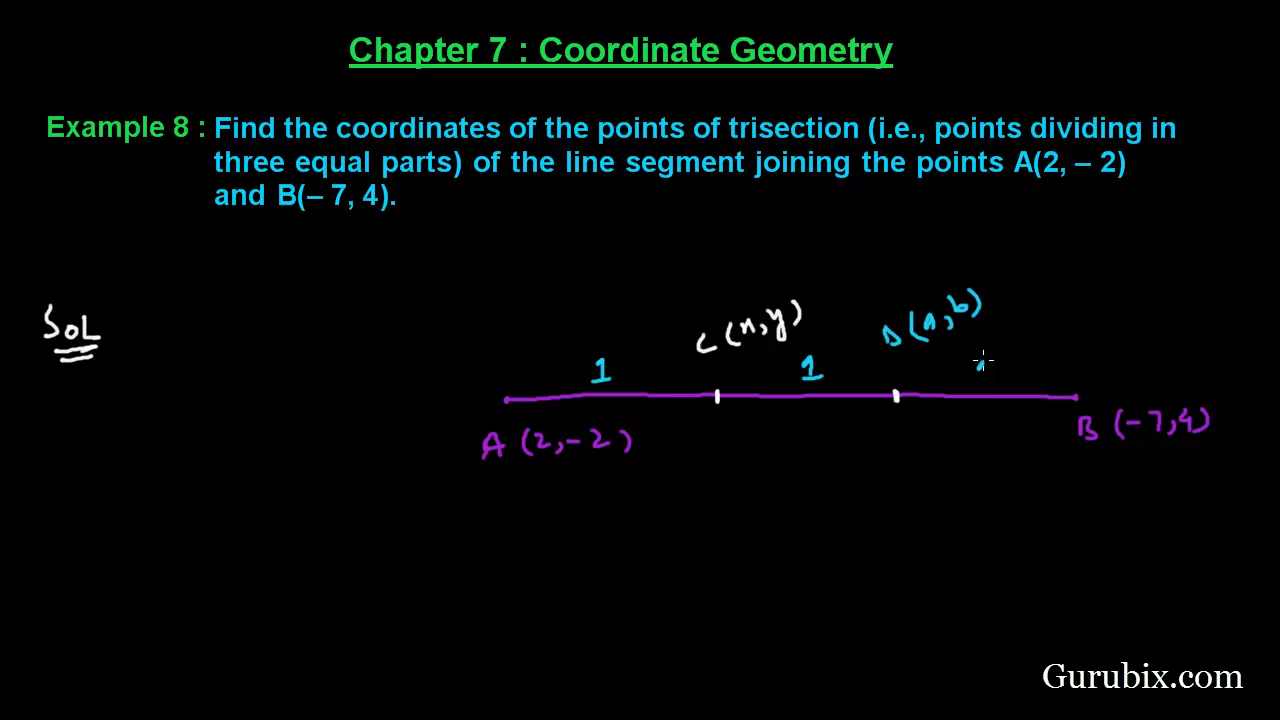 Chapter 7 : Coordinate Geometry
Example 8 : Find the coordinates of the points of trisection (i.e., points dividing in
three equal parts) of the line segment joining the points A(2, – 2)
and B(– 7, 4).
SOL
C (x,y)
D (a,b)
1
1
A (2,-2)
B (-7,4)
Gurubix.com